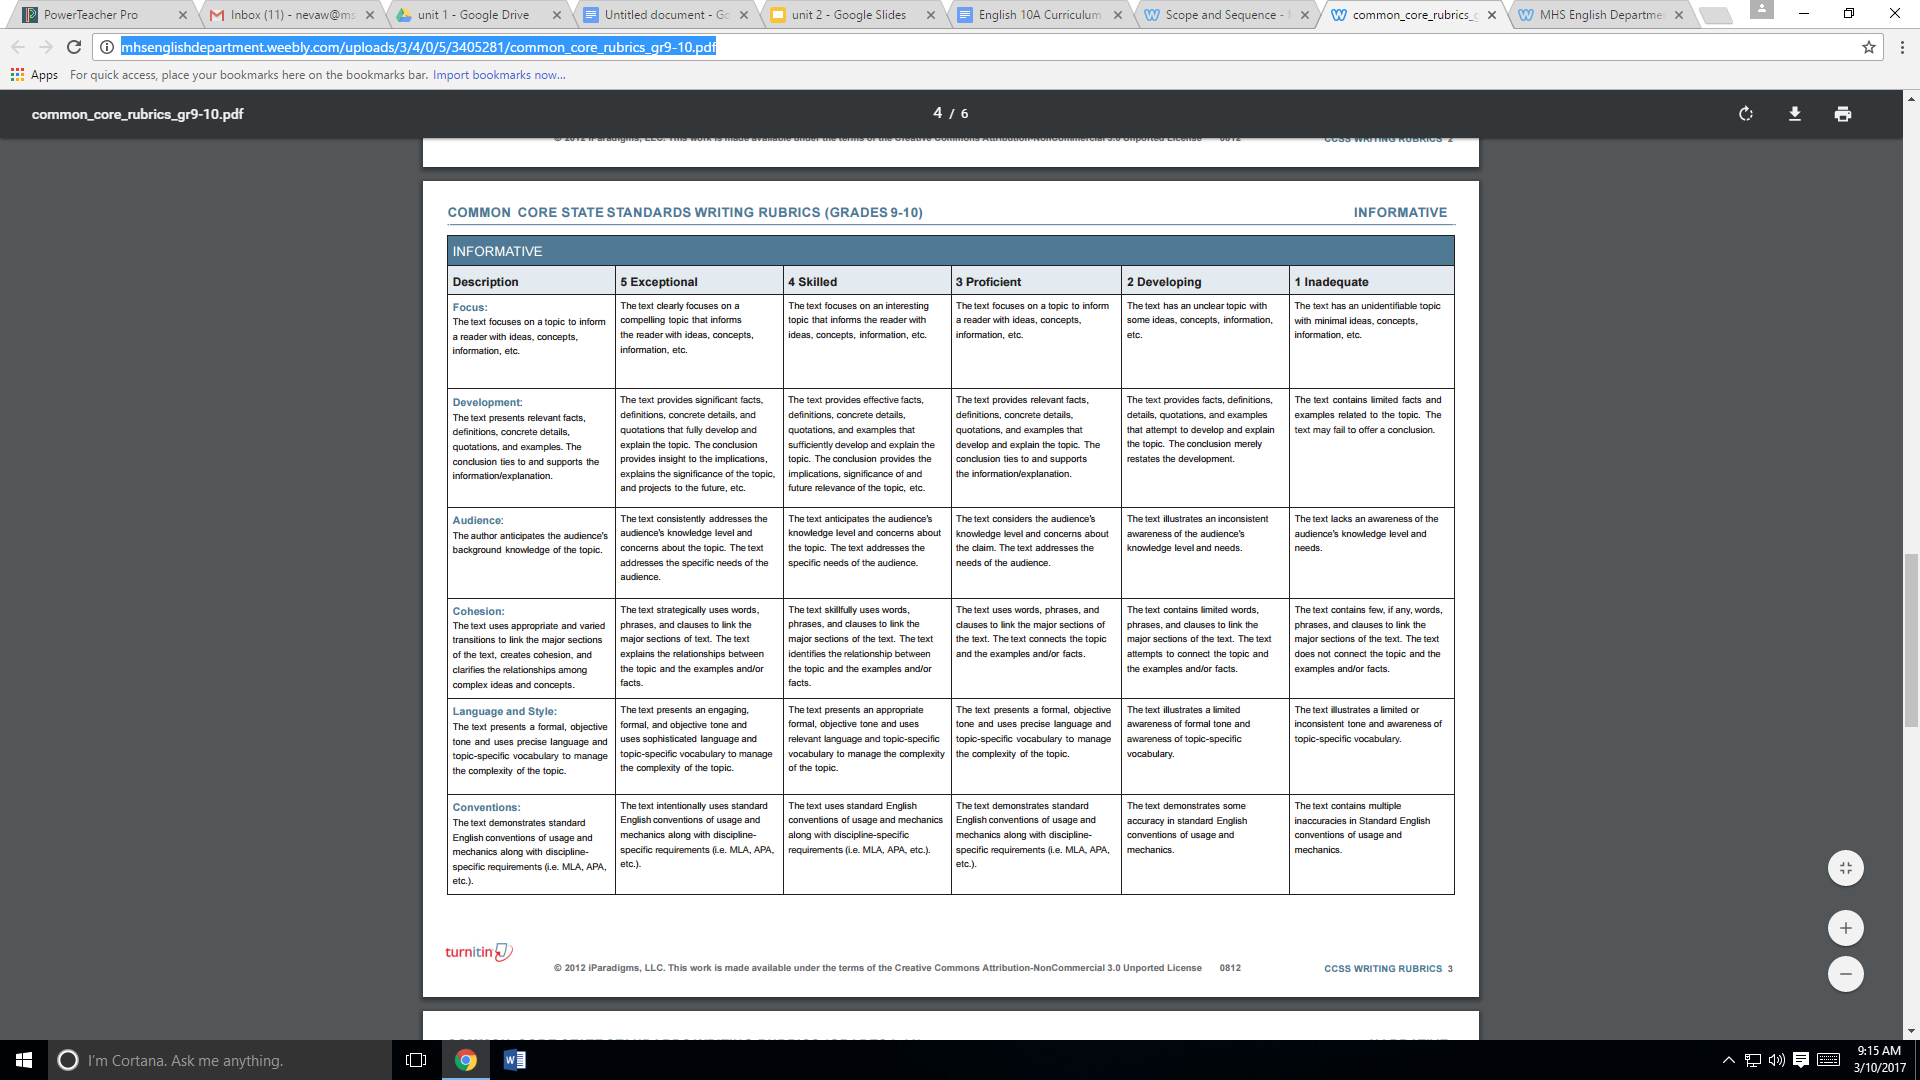 PowerTeacher Pro
Inbox (11) - nevaw@ms
unit 1 - Google Drive
Untitled document - Go
unit 2 - Google Slides
English 10A Curriculum
Scope and Sequence -
common_core_rubrics_g
MHS English Departme
mhsenglishdepartment.weebly.com/uploads/3/4/0/5/3405281/common_core_rubrics_gr9-10.pdf
Apps For quick access, place your bookmarks here on the bookmarks bar. Import bookmarks now...
common_core_rubrics_gr9-10.pdf
4 / 6
© 2012 iParadigms, LLC. This work is made available under the terms of the Creative Commons Attribution-NonCommercial 3.0 Unported License 0812 CCSS WRITING RUBRICS 2
COMMON CORE STATE STANDARDS WRITING RUBRICS (GRADES 9-10) INFORMATIVE
INFORMATIVE
Description
5 Exceptional
4 Skilled
3 Proficient
2 Developing
1 Inadequate
Focus:
The text focuses on a topic to inform
a reader with ideas, concepts,
information, etc.
The text clearly focuses on a
compelling topic that informs
the reader with ideas, concepts,
information, etc.
The text focuses on an interesting
topic that informs the reader with
ideas, concepts, information, etc.
The text focuses on a topic to inform
a reader with ideas, concepts,
information, etc.
The text has an unclear topic with
some ideas, concepts, information,
etc.
The text has an unidentifiable topic
with minimal ideas, concepts,
information, etc.
Development:
The text presents relevant facts,
definitions, concrete details,
quotations, and examples. The
conclusion ties to and supports the
information/explanation.
The text provides significant facts,
definitions, concrete details, and
quotations that fully develop and
explain the topic. The conclusion
provides insight to the implications,
explains the significance of the topic,
and projects to the future, etc.
The text provides effective facts,
definitions, concrete details,
quotations, and examples that
sufficiently develop and explain the
topic. The conclusion provides the
implications, significance of and
future relevance of the topic, etc.
The text provides relevant facts,
definitions, concrete details,
quotations, and examples that
develop and explain the topic. The
conclusion ties to and supports
the information/explanation.
The text provides facts, definitions,
details, quotations, and examples
that attempt to develop and explain
the topic. The conclusion merely
restates the development.
The text contains limited facts and
examples related to the topic. The
text may fail to offer a conclusion.
Audience:
The author anticipates the audience's
background knowledge of the topic.
The text consistently addresses the
audience's knowledge level and
concerns about the topic. The text
addresses the specific needs of the
audience.
The text anticipates the audience's
knowledge level and concerns about
the topic. The text addresses the
specific needs of the audience.
The text considers the audience's
knowledge level and concerns about
the claim. The text addresses the
needs of the audience.
The text illustrates an inconsistent
awareness of the audience's
knowledge level and needs.
The text lacks an awareness of the
audience's knowledge level and
needs.
Cohesion:
The text uses appropriate and varied
transitions to link the major sections
of the text, creates cohesion, and
clarifies the relationships among
complex ideas and concepts.
The text strategically uses words,
phrases, and clauses to link the
major sections of text. The text
explains the relationships between
the topic and the examples and/or
facts.
The text skillfully uses words,
phrases, and clauses to link the
major sections of the text. The text
identifies the relationship between
the topic and the examples and/or
facts.
The text uses words, phrases, and
clauses to link the major sections of
the text. The text connects the topic
and the examples and/or facts.
The text contains limited words,
phrases, and clauses to link the
major sections of the text. The text
attempts to connect the topic and
the examples and/or facts.
The text contains few, if any, words,
phrases, and clauses to link the
major sections of the text. The text
does not connect the topic and the
examples and/or facts.
Language and Style:
The text presents a formal, objective
tone and uses precise language and
topic-specific vocabulary to manage
the complexity of the topic.
The text presents an engaging,
formal, and objective tone and
uses sophisticated language and
topic-specific vocabulary to manage
the complexity of the topic.
The text presents an appropriate
formal, objective tone and uses
relevant language and topic-specific
vocabulary to manage the complexity
of the topic.
The text presents a formal, objective
tone and uses precise language and
topic-specific vocabulary to manage
the complexity of the topic.
The text illustrates a limited
awareness of formal tone and
awareness of topic-specific
vocabulary.
The text illustrates a limited or
inconsistent tone and awareness of
topic-specific vocabulary.
Conventions:
The text demonstrates standard
English conventions of usage and
mechanics along with discipline-
specific requirements (i.e. MLA, APA,
etc.).
The text intentionally uses standard
English conventions of usage and
mechanics along with discipline-
specific requirements (i.e. MLA, APA,
etc.).
The text uses standard English
conventions of usage and mechanics
along with discipline-specific
requirements (i.e. MLA, APA, etc.).
The text demonstrates standard
English conventions of usage and
mechanics along with discipline-
specific requirements (i.e. MLA, APA,
etc.).
The text demonstrates some
accuracy in standard English
conventions of usage and
mechanics.
The text contains multiple
inaccuracies in Standard English
conventions of usage and
mechanics.
turnitin
© 2012 iParadigms, LLC. This work is made available under the terms of the Creative Commons Attribution-NonCommercial 3.0 Unported License 0812 CCSS WRITING RUBRICS 3
I'm Cortana. Ask me anything.
9:15 AM
3/10/2017